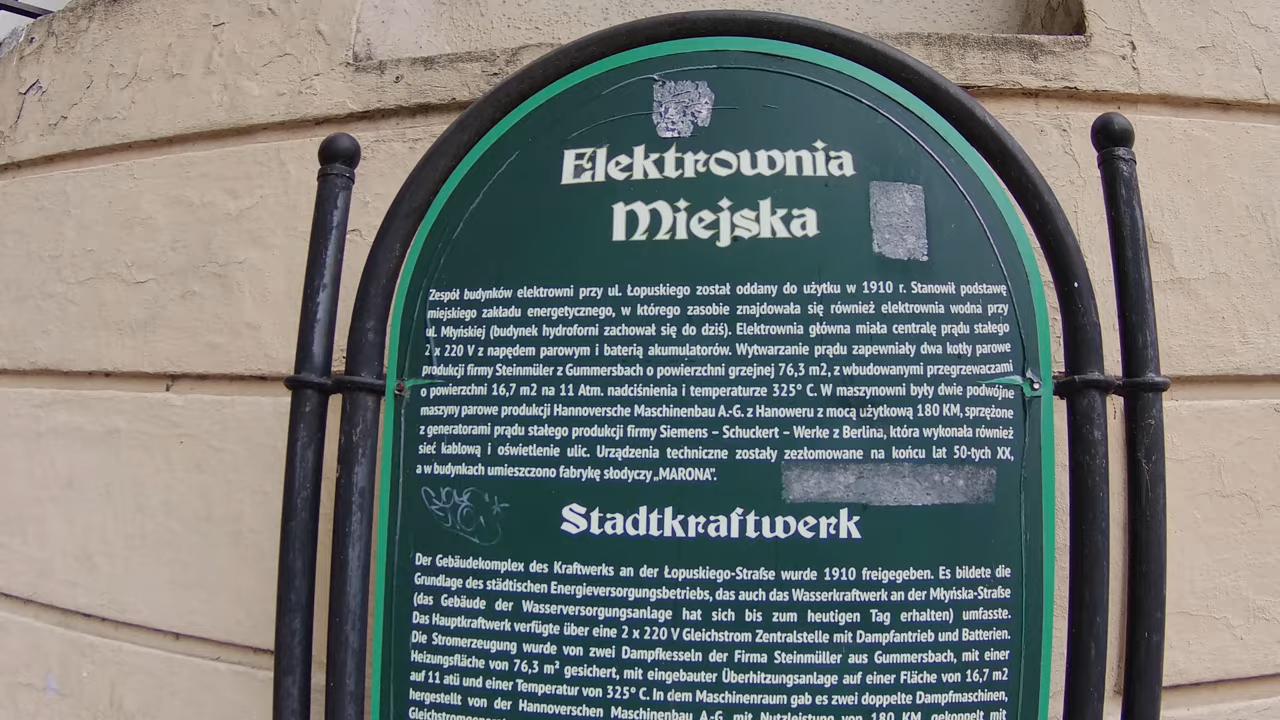 Elektrownia
Miejska
Zespół budynków elektrowni przy ul. Łopuskiego został oddany do użytku w 1910 r. Stanowił podstawę
miejskiego zakładu energetycznego, w którego zasobie znajdowała się również elektrownia wodna przy
ul. Młyńskiej (budynek hydroforni zachował się do dziś). Elektrownia główna miała centralę prądu stałego
2 x 220 V z napędem parowym i baterią akumulatorów. Wytwarzanie prądu zapewniały dwa kotły parowe
produkcji firmy Steinmüler z Gummersbach o powierzchni grzejnej 76,3 m2, z wbudowanymi przegrzewaczami
o powierzchni 16,7 m2 na 11 Atm. nadciśnienia i temperaturze 325° C. W maszynowni były dwie podwójne
maszyny parowe produkcji Hannoversche Maschinenbau A.-G. z Hanoweru z mocą użytkową 180 KM, sprzężone
z generatorami prądu stałego produkcji firmy Siemens – Schuckert – Werke z Berlina, która wykonała również
sieć kablową i oświetlenie ulic. Urządzenia techniczne zostały zezłomowane na końcu lat 50-tych XX,
a w budynkach umieszczono fabrykę słodyczy „MARONA”.
Stadtkraftwerk
Der Gebäudekomplex des Kraftwerks an der Łopuskiego-Straße wurde 1910 freigegeben. Es bildete die
Grundlage des städtischen Energieversorgungsbetriebs, das auch das Wasserkraftwerk an der Młyńska-Straße
(das Gebäude der Wasserversorgungsanlage hat sich bis zum heutigen Tag erhalten) umfasste.
Das Hauptkraftwerk verfügte über eine 2 x 220 V Gleichstrom Zentralstelle mit Dampfantrieb und Batterien.
Die Stromerzeugung wurde von zwei Dampfkesseln der Firma Steinmüller aus Gummersbach, mit einer
Heizungsfläche von 76,3 m² gesichert, mit eingebauter Überhitzungsanlage auf einer Fläche von 16,7 m2
auf 11 atü und einer Temperatur von 325° C. In dem Maschinenraum gab es zwei doppelte Dampfmaschinen,
hergestellt von der Hannoverschen Maschinenbau A.-G. mit Nutzleistung von 180 KM, gekoppelt mit